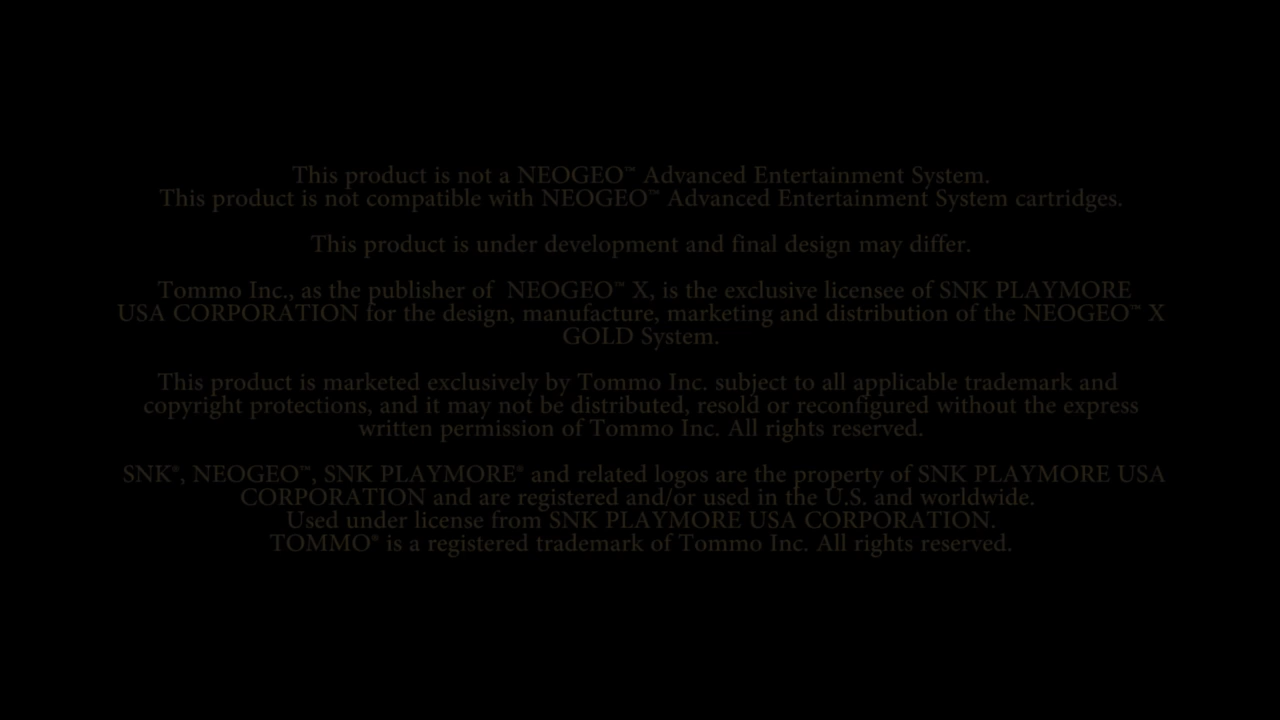 This product is not a NEOGEO™ Advanced Entertainment System.
This product is not compatible with NEOGEO™ Advanced Entertainment System cartridges.
This product is under development and final design may differ.
Tommo Inc., as the publisher of NEOGEO™ X, is the exclusive licensee of SNK PLAYMORE
USA CORPORATION for the design, manufacture, marketing and distribution of the NEOGEO™ X
GOLD System.
This product is marketed exclusively by Tommo Inc. subject to all applicable trademark and
copyright protections, and it may not be distributed, resold or reconfigured without the express
written permission of Tommo Inc. All rights reserved.
SNK®, NEOGEO™, SNK PLAYMORE® and related logos are the property of SNK PLAYMORE USA
CORPORATION and are registered and/or used in the U.S. and worldwide.
Used under license from SNK PLAYMORE USA CORPORATION.
TOMMO® is a registered trademark of Tommo Inc. All rights reserved.